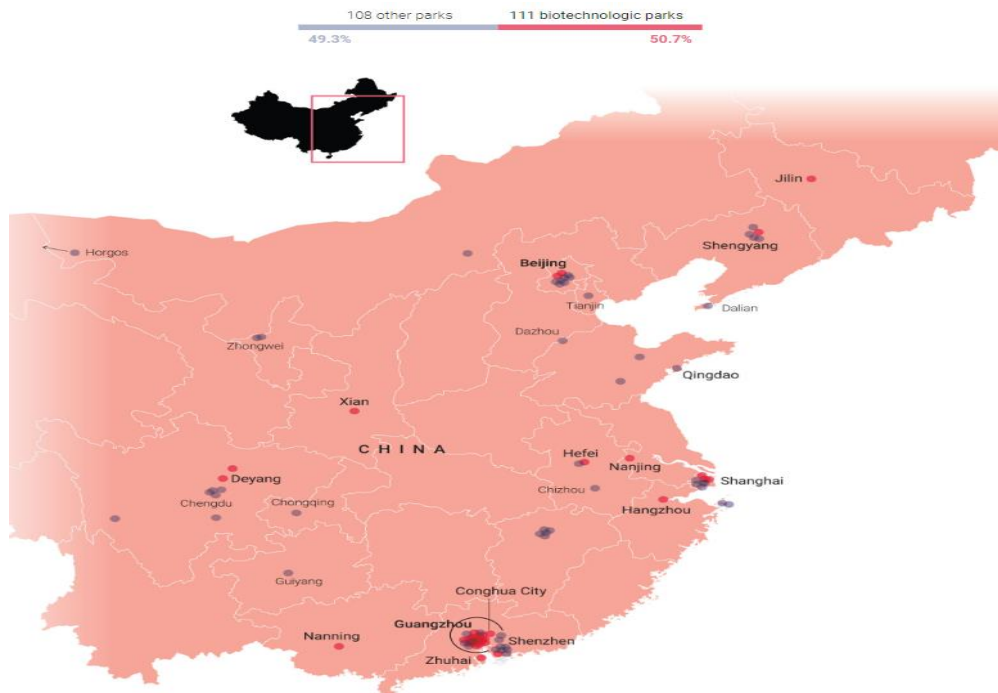 108 other parks
111 biotechnologic parks
49.3%
50.7%
Jilin
Horgos
Shengyang
Beijing
Tianjin
Dalian
Dazhou
Zhongwei
Qingdao
Xian
CHINA
Hefei
Nanjing
Deyang
Shanghai
Chengdu
Chongqing
Chizhou
Hangzhou
Guiyang
Conghua City
Guangzhou
Shenzhen
Nanning
Zhuhai